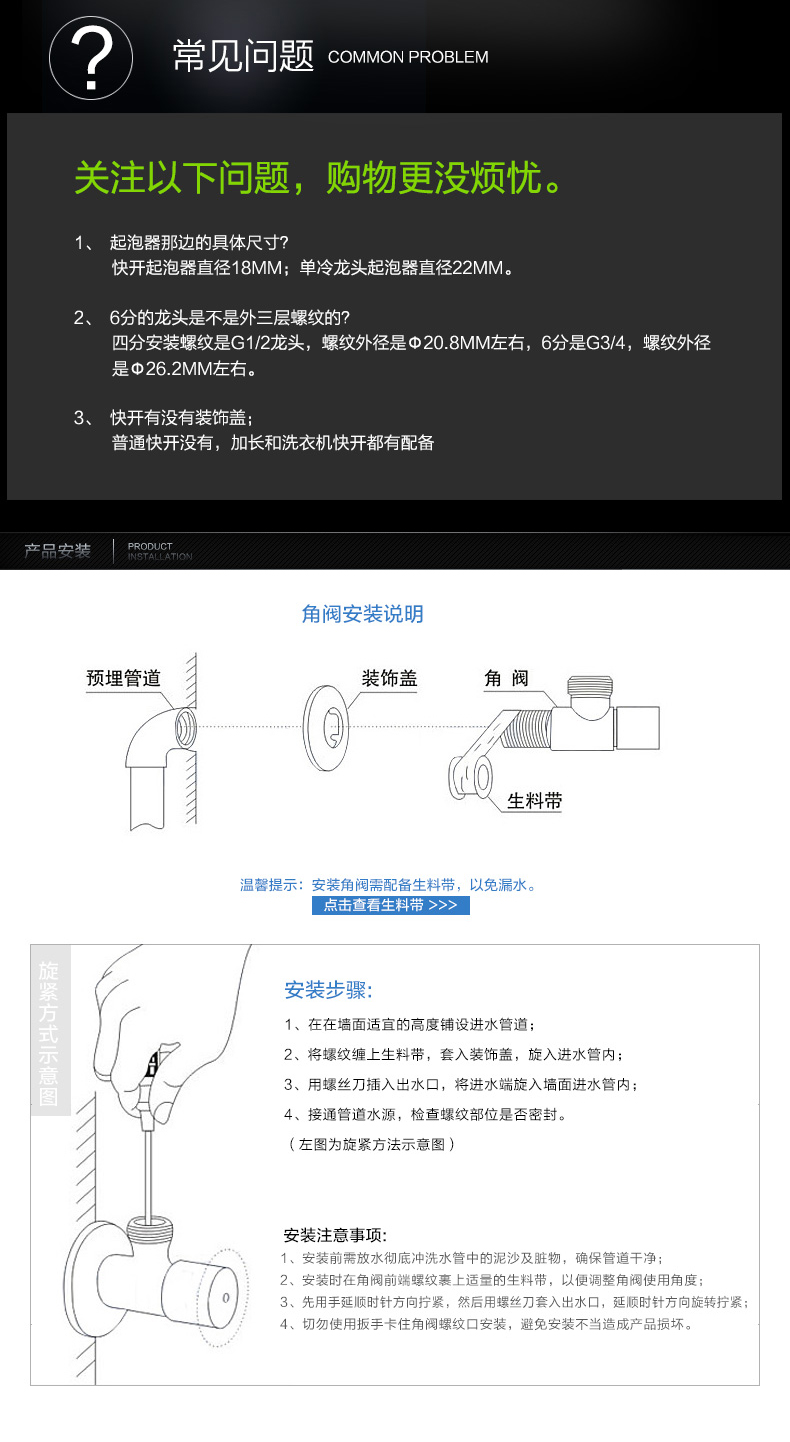 ?
常见问题 COMMON PROBLEM
关注以下问题，购物更没烦忧。
1、 起泡器那边的具体尺寸?
快开起泡器直径18MM；单冷龙头起泡器直径22MM。
2、 6分的龙头是不是外三层螺纹的?
四分安装螺纹是G1/2龙头，螺纹外径是Φ20.8MM左右，6分是G3/4，螺纹外径
是Φ26.2MM左右。
3、 快开有没有装饰盖；
普通快开没有，加长和洗衣机快开都有配备
产品安装
PRODUCT
INSTALLATION
角阀安装说明
预埋管道
装饰盖
角 阀
生料带
温馨提示：安装角阀需配备生料带，以免漏水。
点击查看生料带 >>>
旋紧方式示意图
安装步骤:
1、在在墙面适宜的高度铺设进水管道；
2、将螺纹缠上生料带，套入装饰盖，旋入进水管内；
3、用螺丝刀插入出水口，将进水端旋入墙面进水管内；
4、接通管道水源，检查螺纹部位是否密封。
（左图为旋紧方法示意图）
安装注意事项:
1、安装前需放水彻底冲洗水管中的泥沙及脏物，确保管道干净；
2、安装时在角阀前端螺纹裹上适量的生料带，以便调整角阀使用角度；
3、先用手延顺时针方向拧紧，然后用螺丝刀套入出水口，延顺时针方向旋转拧紧；
4、切勿使用扳手卡住角阀螺纹口安装，避免安装不当造成产品损坏。